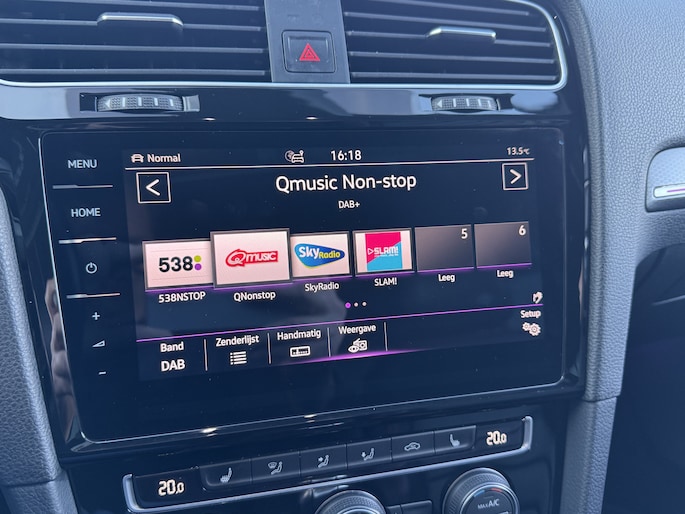 MENU
HOME
Normal
16:18
13.5°C
Qmusic Non-stop
DAB+
538
Qmusic
Sky Radio
SLAM!
5
6
538NSTOP
QNonstop
SkyRadio
SLAM!
Leeg
Leeg
Setup
Band
DAB
Zenderlijst
Handmatig
Weergave
+
-
20.0
20.0
A/C